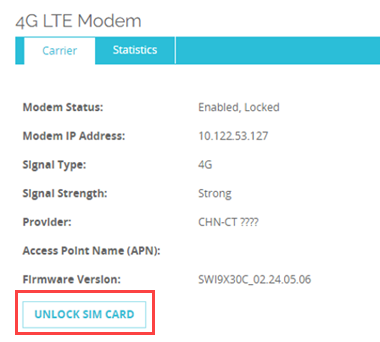 4G LTE Modem
Carrier Statistics
Modem Status: Enabled, Locked
Modem IP Address: 10.122.53.127
Signal Type: 4G
Signal Strength: Strong
Provider: CHN-CT ????
Access Point Name (APN):
Firmware Version: SWI9X30C_02.24.05.06
UNLOCK SIM CARD